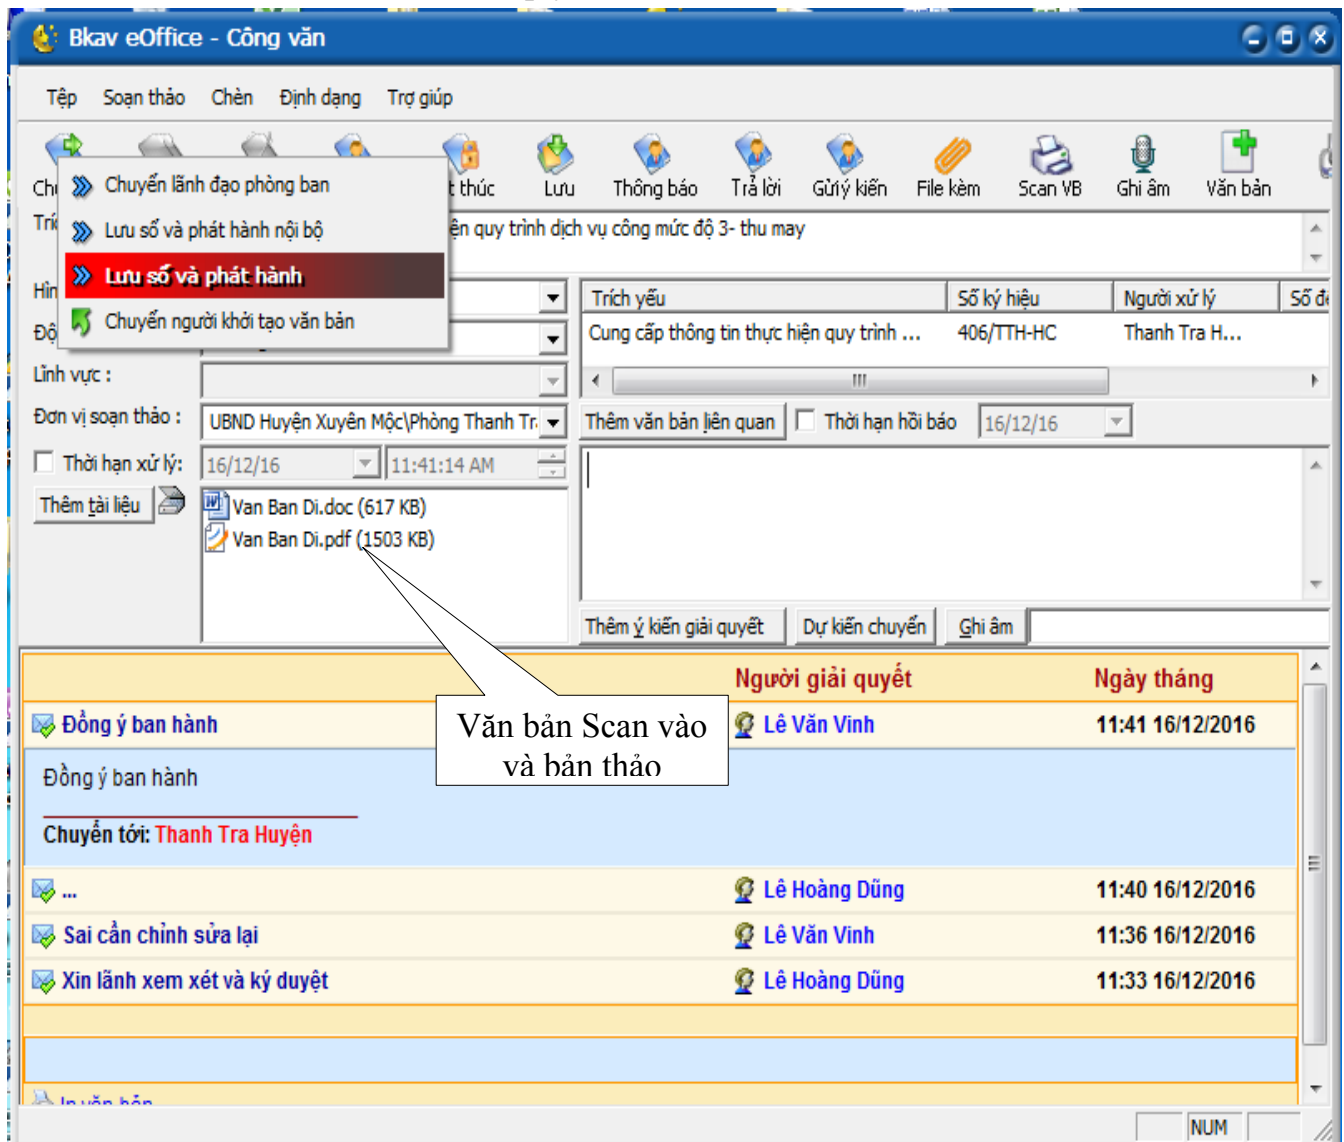 Bkav eOffice - Công văn
Tệp Soạn thảo Chèn Định dạng Trợ giúp
thúc Lưu Thông báo Trả lời Gửi ý kiến File kèm Scan VB Ghi âm Văn bản
Chuyển lãnh đạo phòng ban
Lưu sổ và phát hành nội bộ
Lưu sổ và phát hành
Chuyển người khởi tạo văn bản
quy trình dịch vụ công mức độ 3- thu may
Trích yếu Số ký hiệu Người xử lý
Cung cấp thông tin thực hiện quy trình ... 406/TTH-HC Thanh Tra H...
Lĩnh vực :
Đơn vị soạn thảo : UBND Huyện Xuyên Mộc\Phòng Thanh
Thêm văn bản liên quan Thời hạn hồi báo 16/12/16
Thời hạn xử lý: 16/12/16 11:41:14 AM
Thêm tài liệu Van Ban Di.doc (617 KB)
Van Ban Di.pdf (1503 KB)
Thêm ý kiến giải quyết Dự kiến chuyển Ghi âm
Văn bản Scan vào
và bản thảo
Người giải quyết Ngày tháng
Đồng ý ban hành Lê Văn Vinh 11:41 16/12/2016
Đồng ý ban hành
Chuyển tới: Thanh Tra Huyện
... Lê Hoàng Dũng 11:40 16/12/2016
Sai cần chỉnh sửa lại Lê Văn Vinh 11:36 16/12/2016
Xin lãnh xem xét và ký duyệt Lê Hoàng Dũng 11:33 16/12/2016
In văn bản
NUM